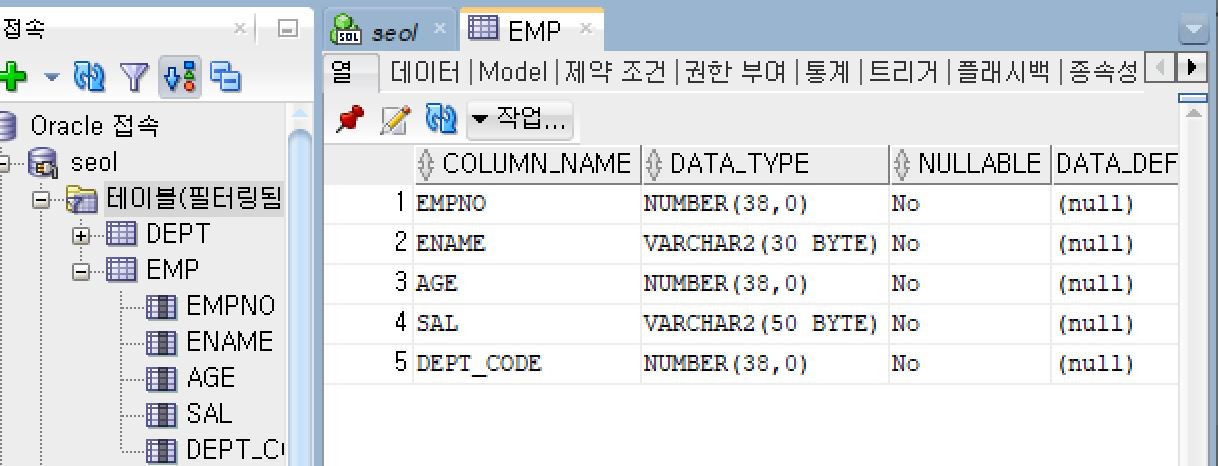 접속
Oracle 접속
seol
테이블(필터링됨
DEPT
EMP
EMPNO
ENAME
AGE
SAL
DEPT_C
seol EMP
열 데이터 | Model | 제약 조건 | 권한 부여 | 통계 | 트리거 | 플래시백 | 종속성
작업...
COLUMN_NAME DATA_TYPE NULLABLE DATA_DEF
1 EMPNO NUMBER(38,0) No (null)
2 ENAME VARCHAR2(30 BYTE) No (null)
3 AGE NUMBER(38,0) No (null)
4 SAL VARCHAR2(50 BYTE) No (null)
5 DEPT_CODE NUMBER(38,0) No (null)